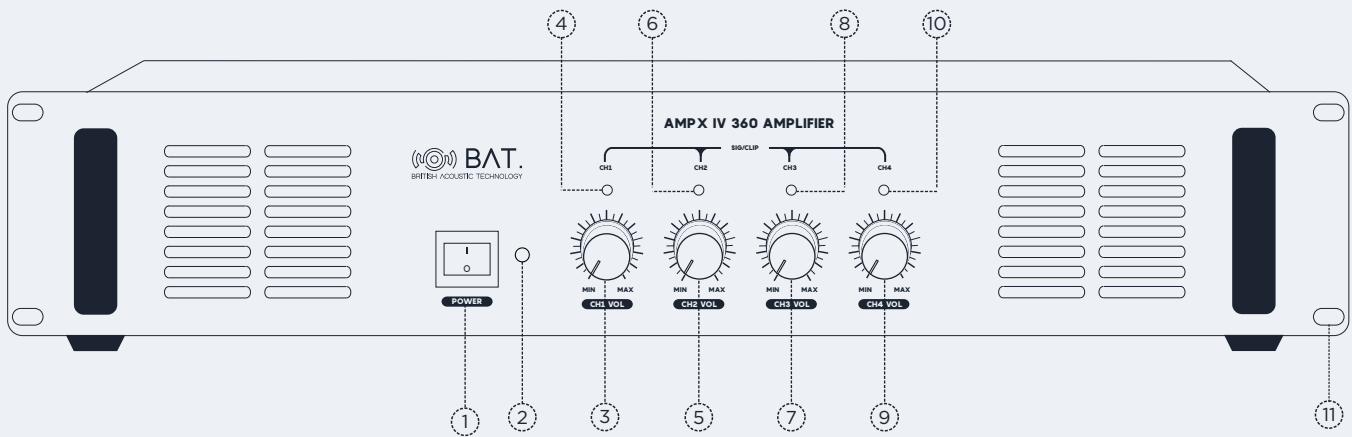 4
6
8
10
AMPX IV 360 AMPLIFIER
SIG/CLIP
CH1
CH2
CH3
CH4
BAT.
BRITISH ACOUSTIC TECHNOLOGY
I
O
POWER
MIN MAX
CH1 VOL
MIN MAX
CH2 VOL
MIN MAX
CH3 VOL
MIN MAX
CH4 VOL
1
2
3
5
7
9
11